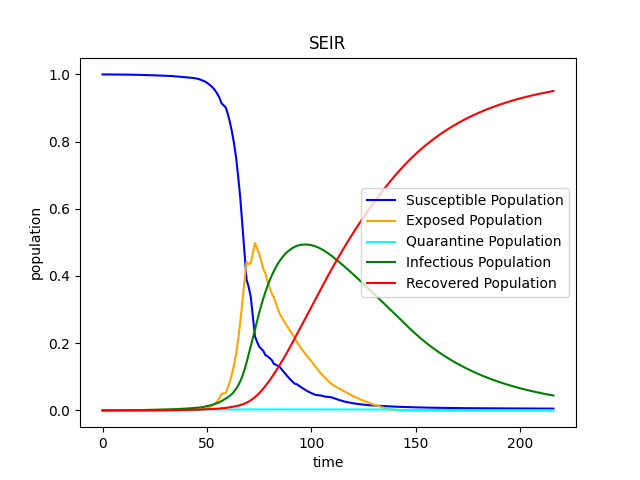 SEIR
population
1.0
0.8
0.6
0.4
0.2
0.0
Susceptible Population
Exposed Population
Quarantine Population
Infectious Population
Recovered Population
0
50
100
150
200
time